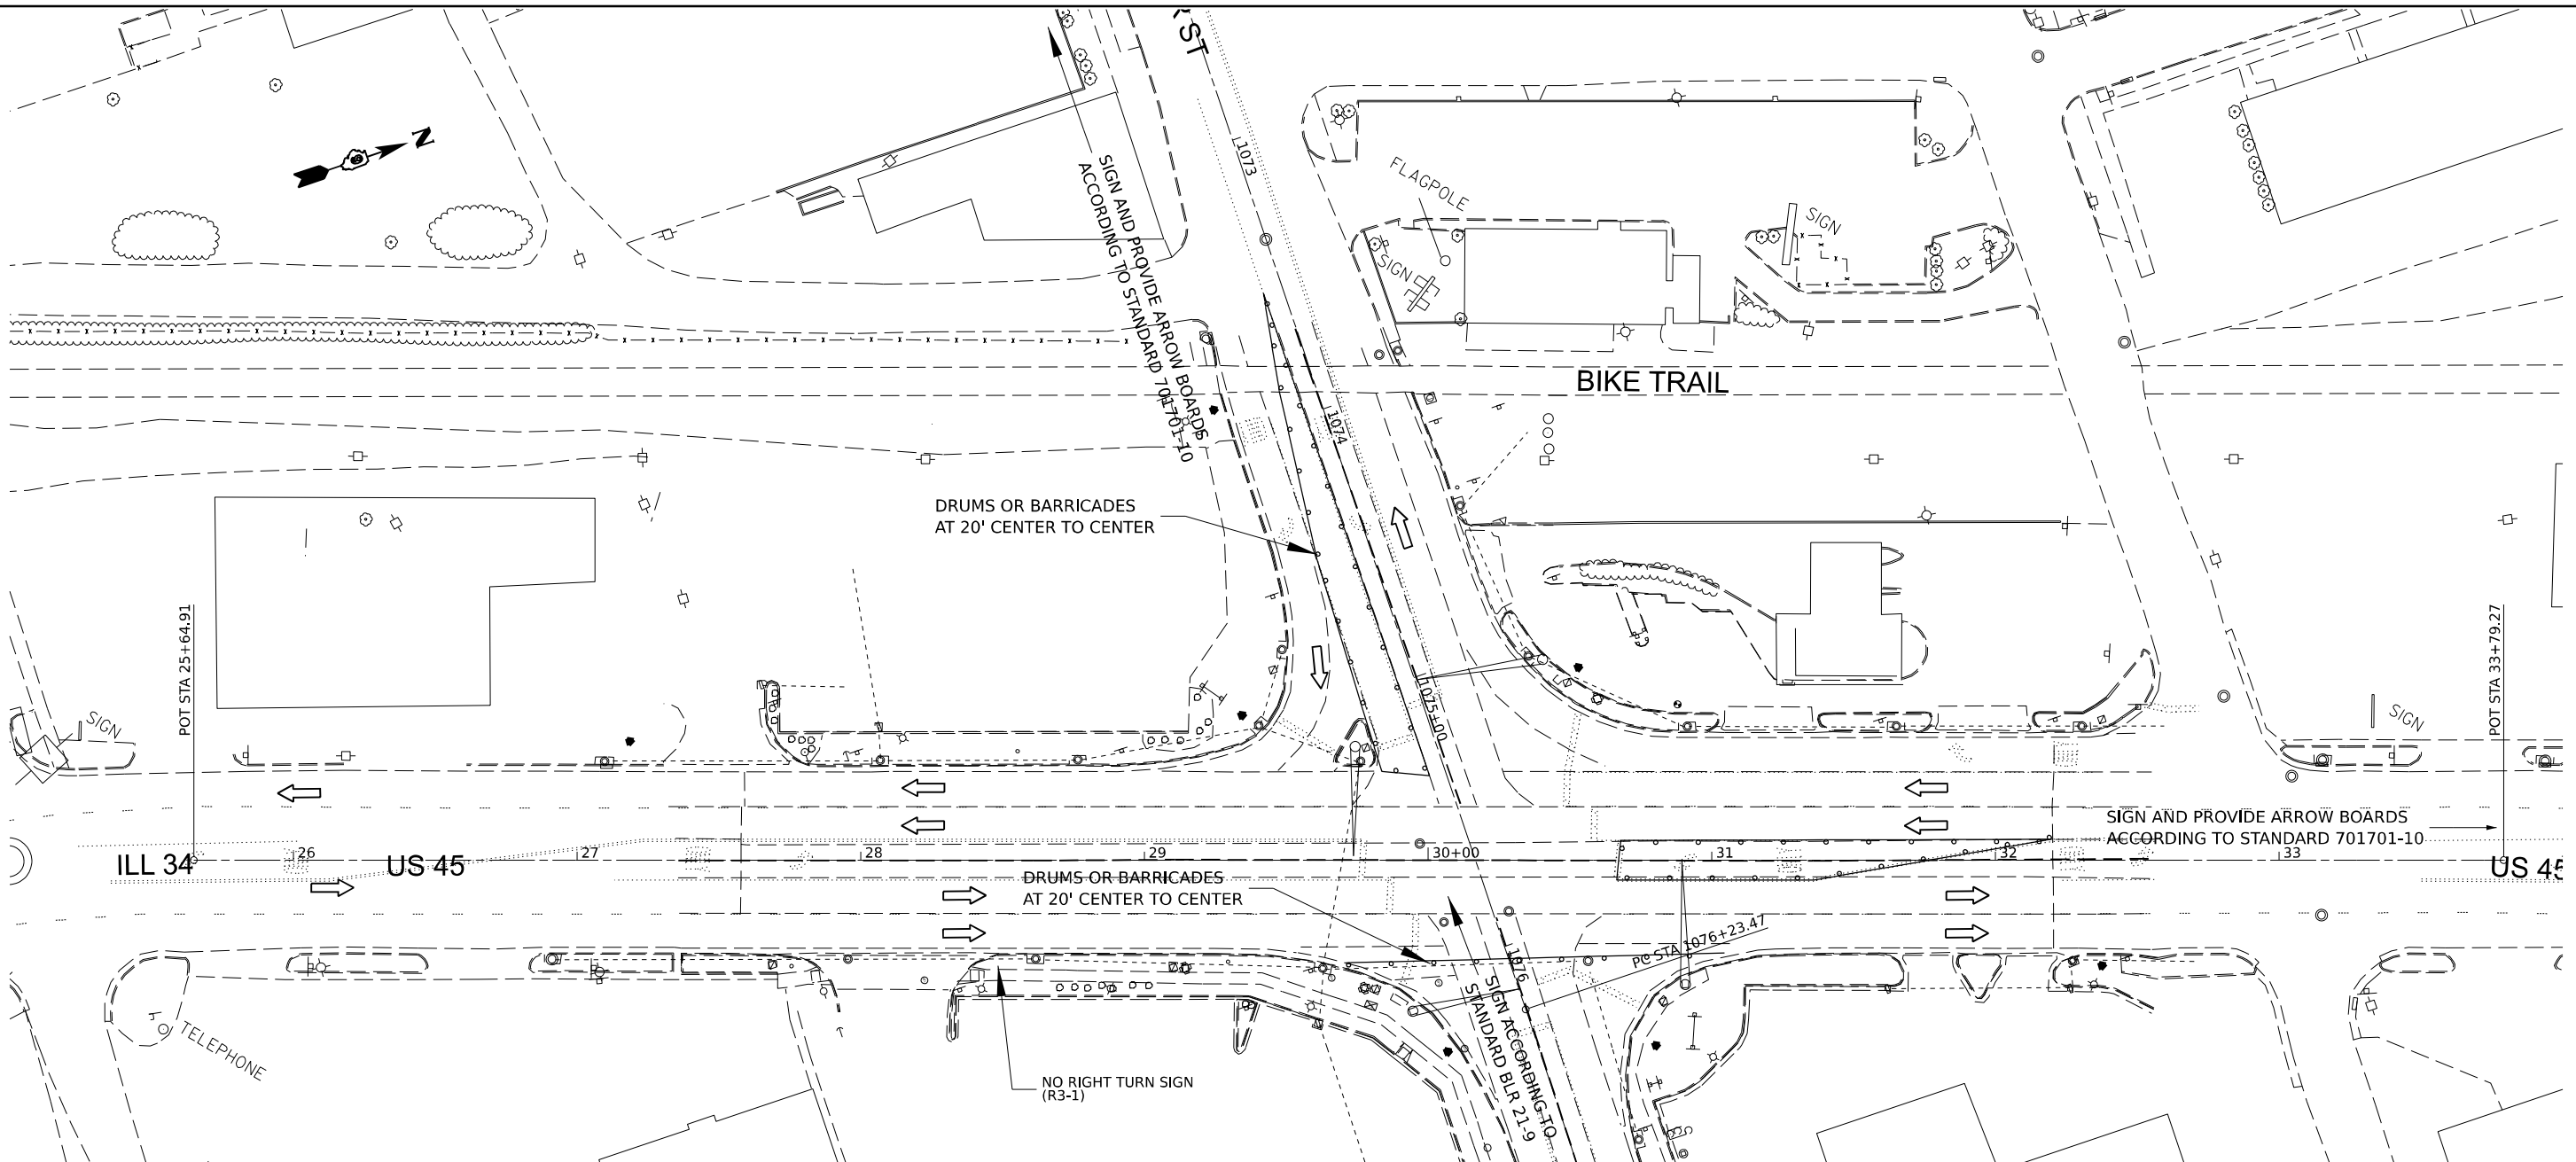 R ST
N
1073
SIGN AND PROVIDE ARROW BOARDS
ACCORDING TO STANDARD 701701-10
FLAGPOLE
SIGN
SIGN
BIKE TRAIL
1074
DRUMS OR BARRICADES
AT 20' CENTER TO CENTER
POT STA 25+64.91
POT STA 33+79.27
SIGN
1075+00
SIGN
SIGN AND PROVIDE ARROW BOARDS
ACCORDING TO STANDARD 701701-10
ILL 34
26
US 45
27
28
29
30+00
31
32
33
US 45
DRUMS OR BARRICADES
AT 20' CENTER TO CENTER
PC STA 1076+23.47
1076
SIGN ACCORDING TO
STANDARD BLR 21-9
TELEPHONE
NO RIGHT TURN SIGN
(R3-1)